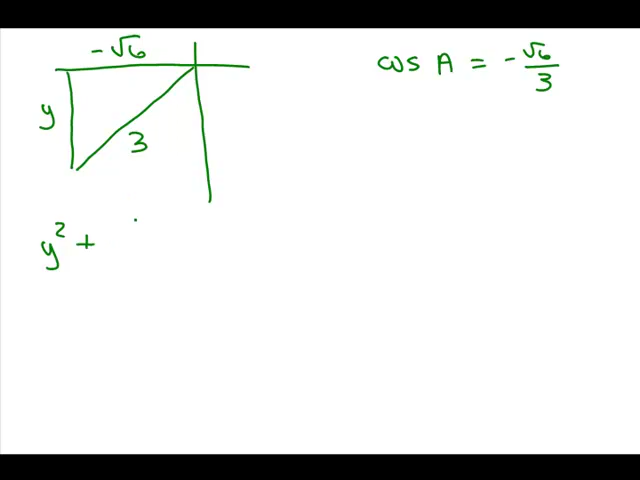 -√6
cos A = -√6/3
y
3
y² +